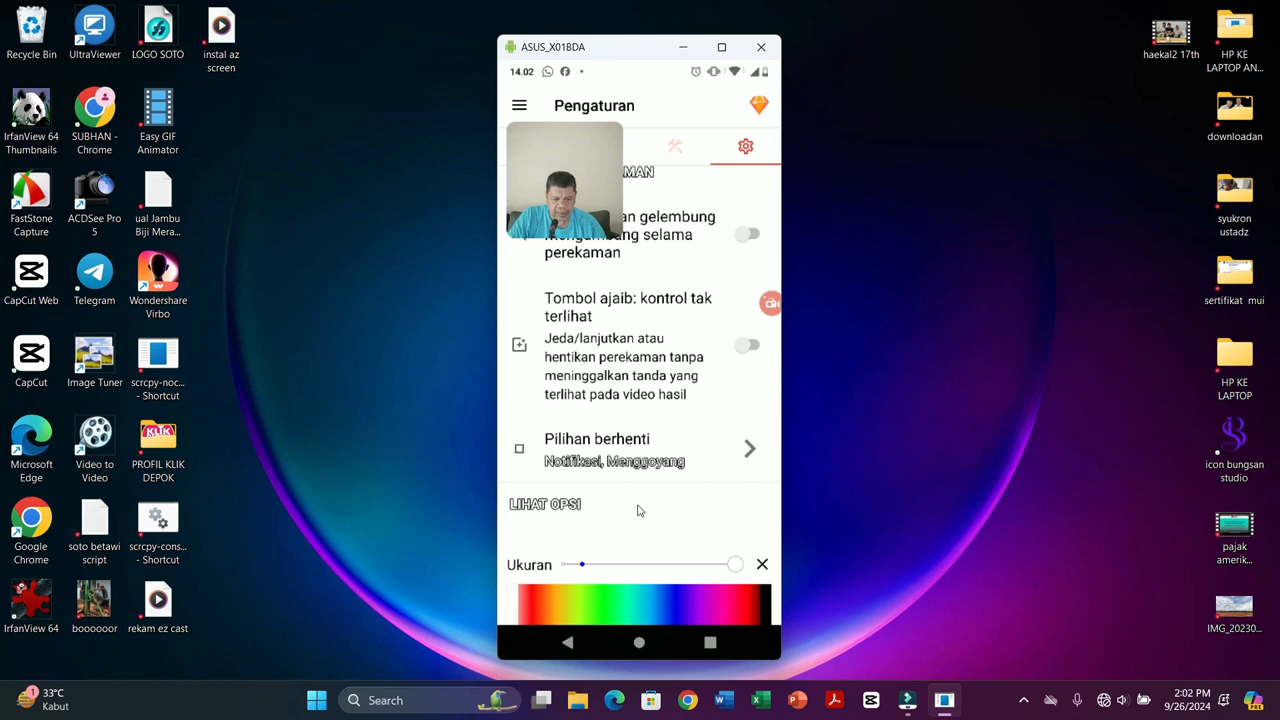 Recycle Bin
UltraViewer
LOGO SOTO
instal az
screen
IrfanView 64
Thumbnails
SUBHAN -
Chrome
Easy GIF
Animator
FastStone
Capture
ACDSee Pro
5
ual Jambu
Biji Mera...
CapCut Web
Telegram
Wondershare
Virbo
CapCut
Image Tuner
scrcpy-noc...
- Shortcut
Microsoft
Edge
Video to
Video
PROFIL KLIK
DEPOK
KLIK
Google
Chrome
soto betawi
script
scrcpy-cons...
- Shortcut
IrfanView 64
booooooor
rekam ez cast
ASUS_X01BDA
14.02
Pengaturan
MAN
an gelembung
mengambang selama
perekaman
Tombol ajaib: kontrol tak
terlihat
Jeda/lanjutkan atau
hentikan perekaman tanpa
meninggalkan tanda yang
terlihat pada video hasil
Pilihan berhenti
Notifikasi, Menggoyang
LIHAT OPSI
Ukuran
haekal2 17th
HP KE
LAPTOP AN...
downloadan
syukron
ustadz
sertifikat mui
HP KE
LAPTOP
icon bungsan
studio
pajak
amerik...
IMG_20230...
1
33°C
Kabut
Search
2:02 PM
9/26/2024